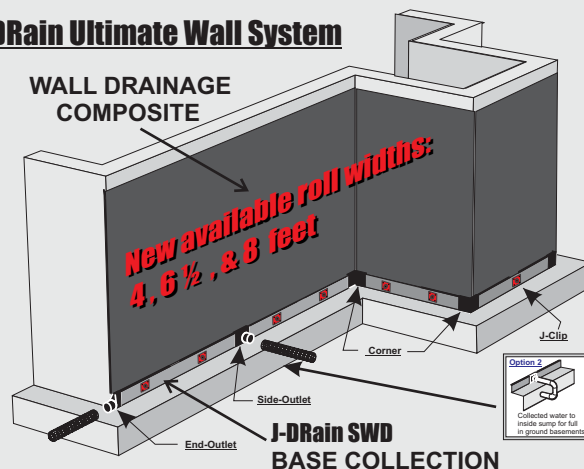 DRain Ultimate Wall System
WALL DRAINAGE
COMPOSITE
New available roll widths:
4, 6 ½, & 8 feet
J-Clip
Corner
Option 2
Collected water to
inside sump for full
in ground basements
Side-Outlet
End-Outlet
J-DRain SWD
BASE COLLECTION